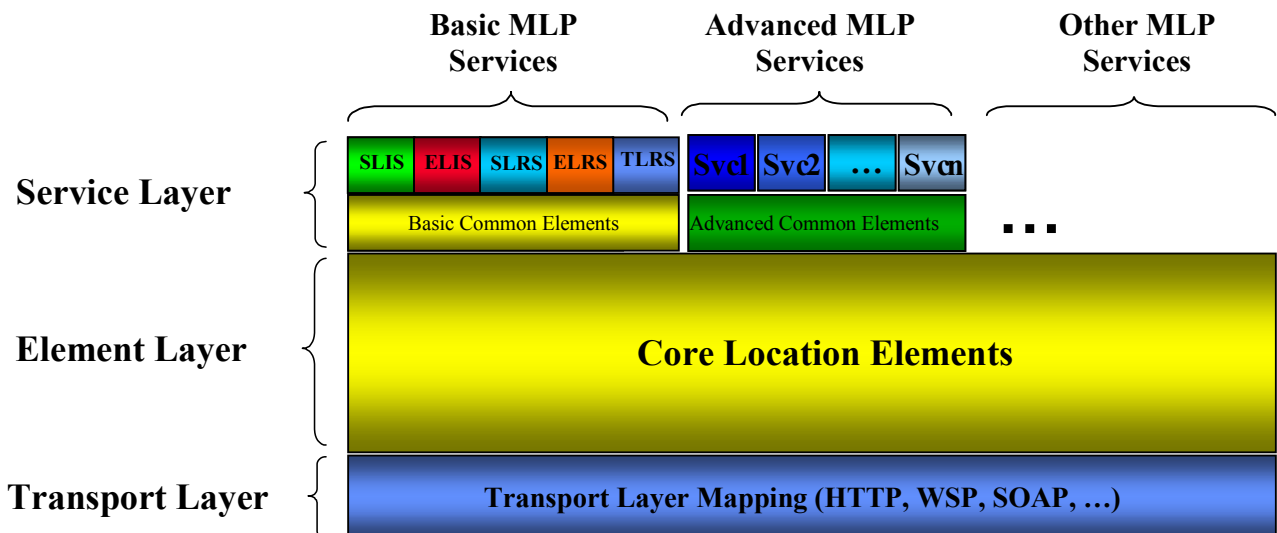 Basic MLP
Services
Advanced MLP
Services
Other MLP
Services
Service Layer
SLIS ELIS SLRS ELRS TLRS
Svc1 Svc2 ... Svcn
Basic Common Elements
Advanced Common Elements
...
Element Layer
Core Location Elements
Transport Layer
Transport Layer Mapping (HTTP, WSP, SOAP, …)